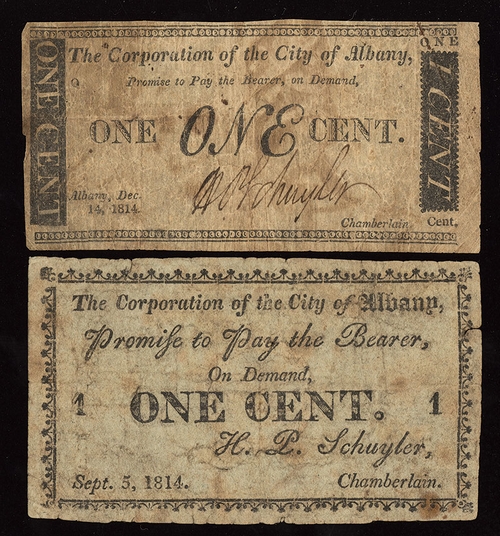 ONE CENT
The Corporation of the City of Albany,
Promise to Pay the Bearer, on Demand,
ONE ONE CENT.
Albany, Dec.
14, 1814.
H P Schuyler
Chamberlain.
ONE
CENT
Cent.
The Corporation of the City of Albany,
Promiſe to Pay the Bearer,
On Demand,
1 ONE CENT. 1
H. P. Schuyler,
Sept. 5, 1814. Chamberlain.